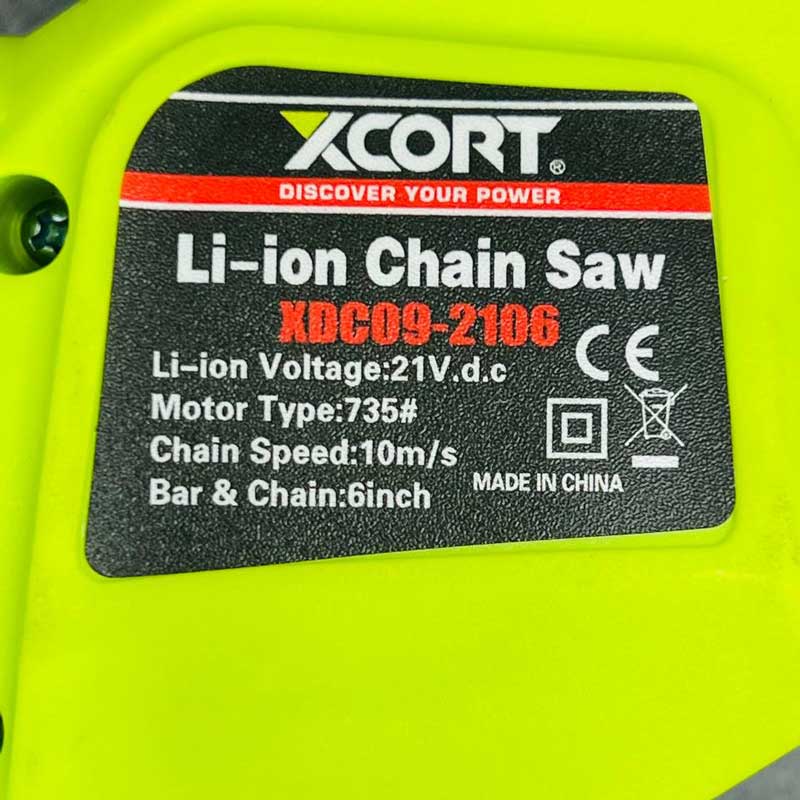 XCORT®
DISCOVER YOUR POWER
Li-ion Chain Saw
XDC09-2106
CE
Li-ion Voltage:21V.d.c
Motor Type:735#
Chain Speed:10m/s
Bar & Chain:6inch
MADE IN CHINA